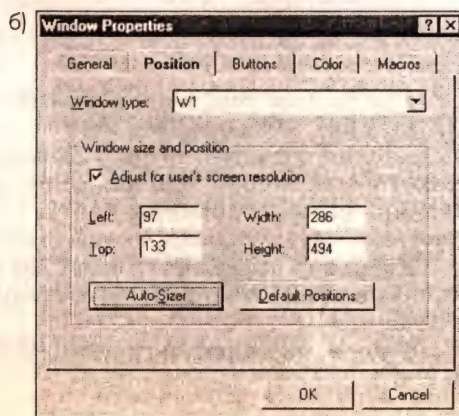 б)
Window Properties
General Position Buttons Color Macros
Window type: W1
Window size and position
Adjust for user's screen resolution
Left: 97 Width: 286
Top: 133 Height: 494
Auto-Sizer Default Positions
OK Cancel